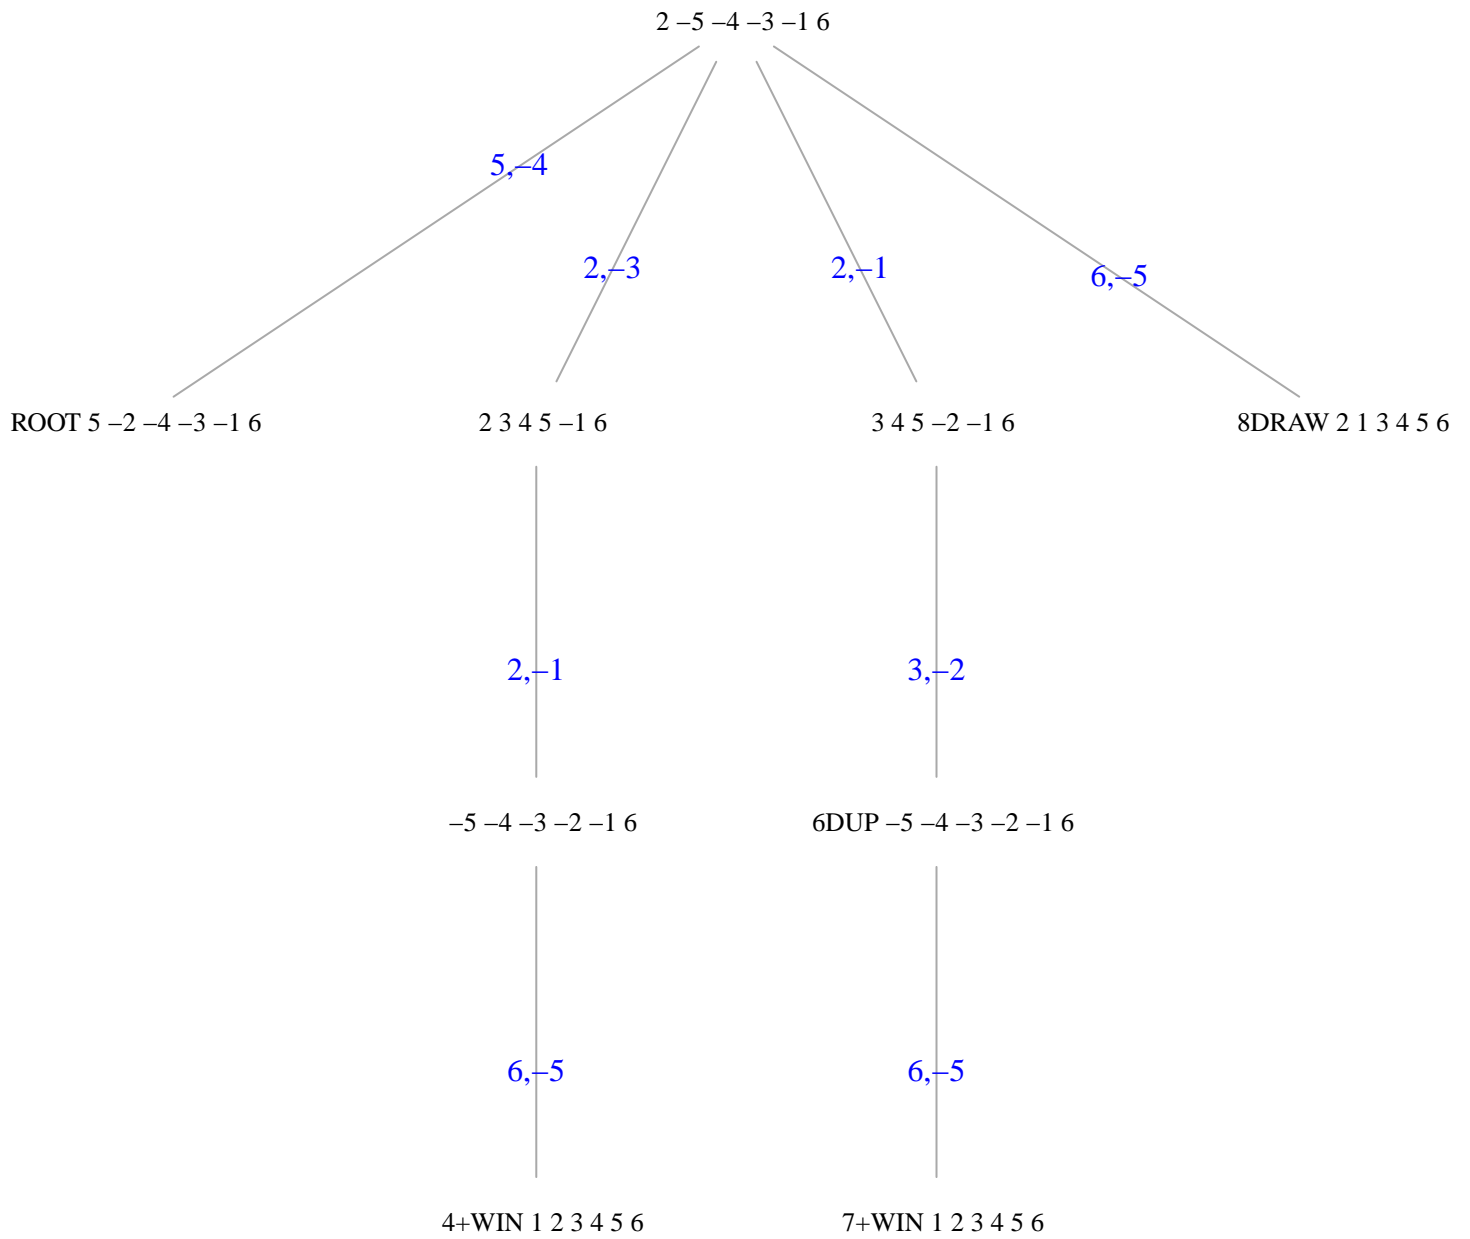 2 –5 –4 –3 –1 6
5,–4
2,–3
2,–1
6,–5
ROOT 5 –2 –4 –3 –1 6
2 3 4 5 –1 6
3 4 5 –2 –1 6
8DRAW 2 1 3 4 5 6
2,–1
3,–2
–5 –4 –3 –2 –1 6
6DUP –5 –4 –3 –2 –1 6
6,–5
6,–5
4+WIN 1 2 3 4 5 6
7+WIN 1 2 3 4 5 6